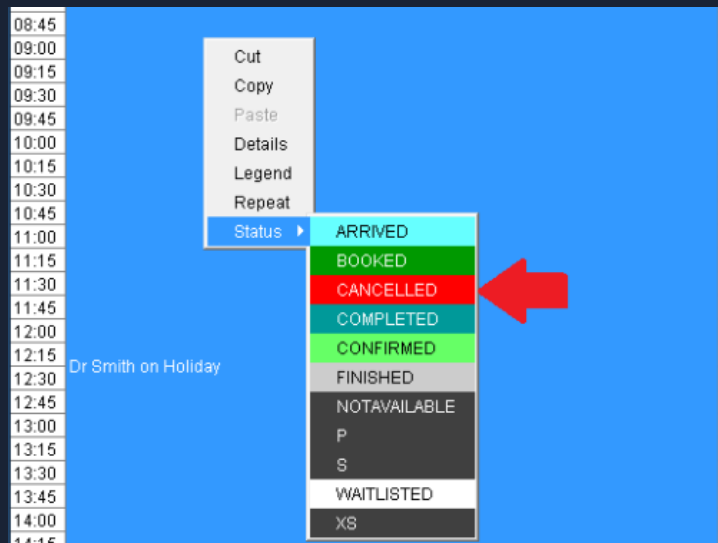 08:45
09:00
09:15
09:30
09:45
10:00
10:15
10:30
10:45
11:00
11:15
11:30
11:45
12:00
12:15
12:30
12:45
13:00
13:15
13:30
13:45
14:00
14:15
Dr Smith on Holiday
Cut
Copy
Paste
Details
Legend
Repeat
Status
ARRIVED
BOOKED
CANCELLED
COMPLETED
CONFIRMED
FINISHED
NOTAVAILABLE
P
S
WAITLISTED
XS